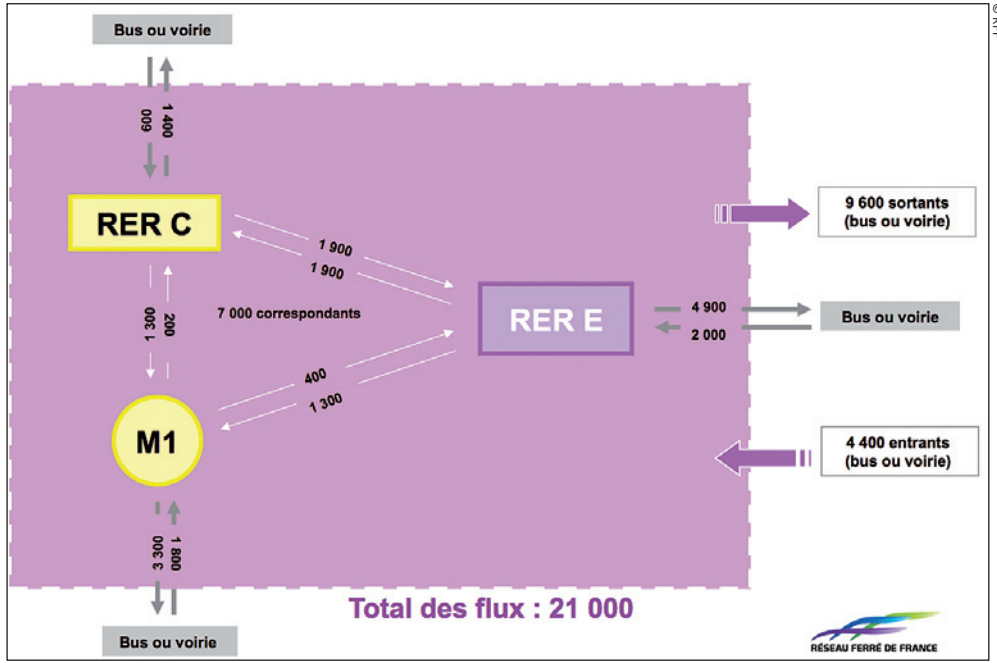 Bus ou voirie
600
1 400
RER C
1 900
1 900
9 600 sortants
(bus ou voirie)
1 300
200
7 000 correspondants
RER E
4 900
2 000
Bus ou voirie
400
1 300
M1
4 400 entrants
(bus ou voirie)
3 300
1 800
Total des flux : 21 000
Bus ou voirie
RÉSEAU FERRÉ DE FRANCE